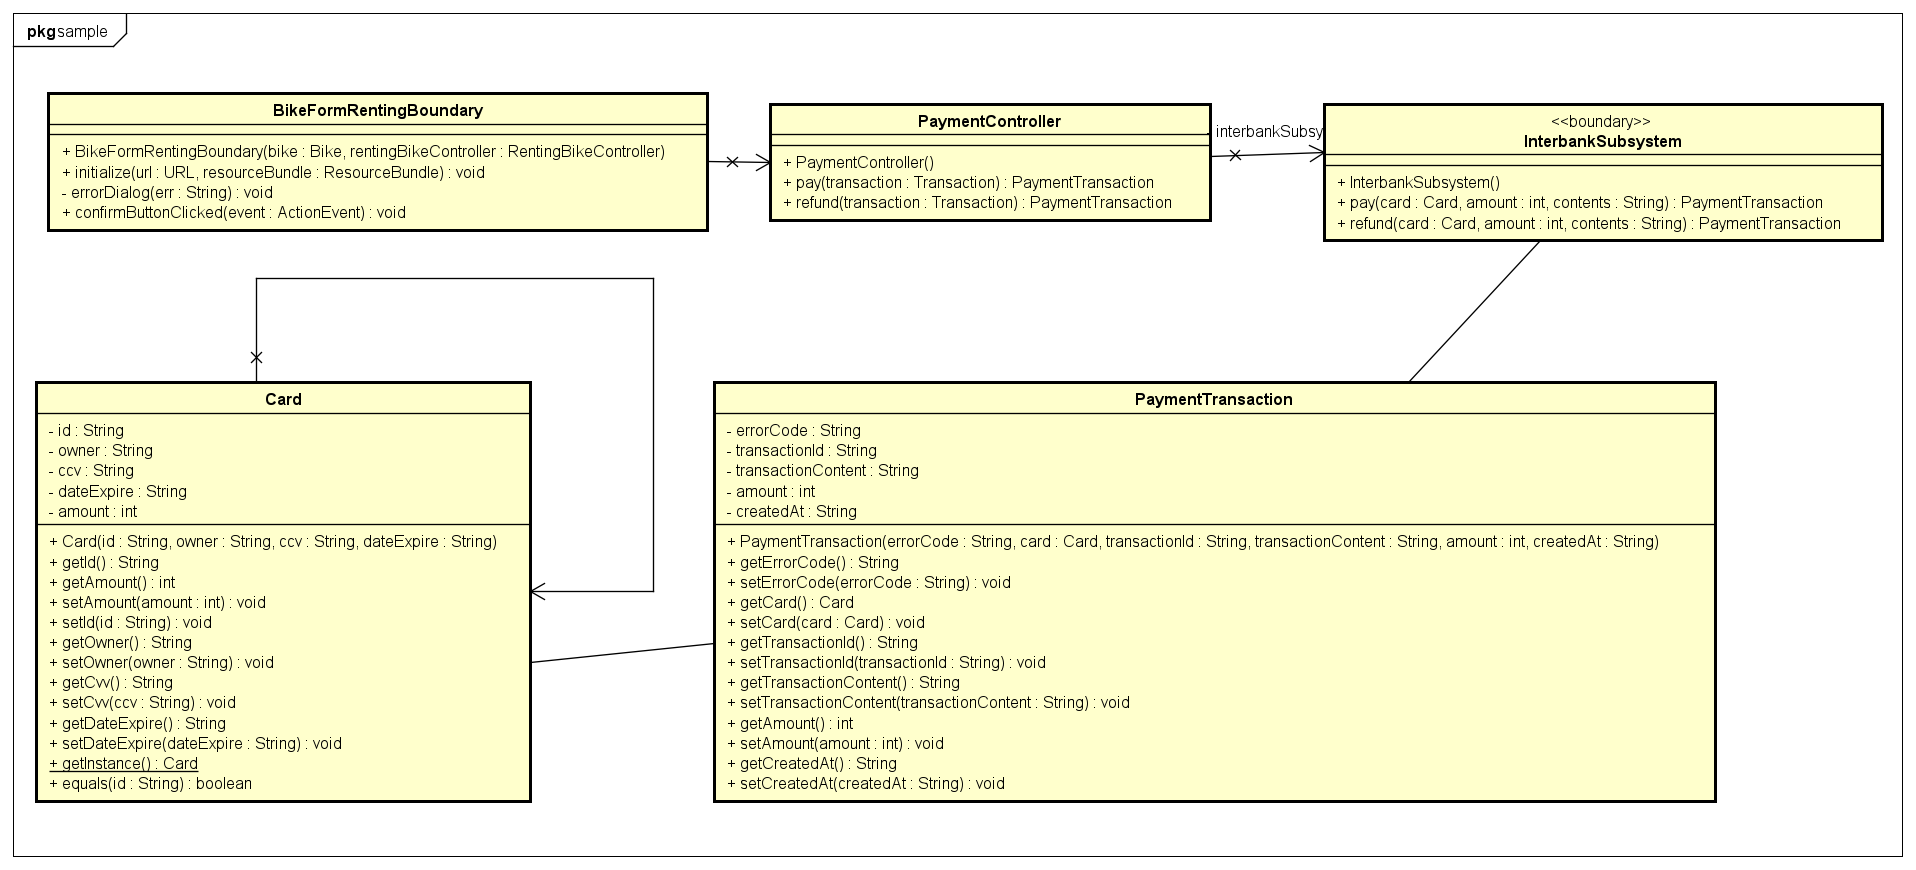 pkg sample
BikeFormRentingBoundary
+ BikeFormRentingBoundary(bike : Bike, rentingBikeController : RentingBikeController)
+ initialize(url : URL, resourceBundle : ResourceBundle) : void
- errorDialog(err : String) : void
+ confirmButtonClicked(event : ActionEvent) : void
PaymentController
+ PaymentController()
+ pay(transaction : Transaction) : PaymentTransaction
+ refund(transaction : Transaction) : PaymentTransaction
- interbankSubsy
<<boundary>>
InterbankSubsystem
+ InterbankSubsystem()
+ pay(card : Card, amount : int, contents : String) : PaymentTransaction
+ refund(card : Card, amount : int, contents : String) : PaymentTransaction
Card
- id : String
- owner : String
- ccv : String
- dateExpire : String
- amount : int
+ Card(id : String, owner : String, ccv : String, dateExpire : String)
+ getId() : String
+ getAmount() : int
+ setAmount(amount : int) : void
+ setId(id : String) : void
+ getOwner() : String
+ setOwner(owner : String) : void
+ getCvv() : String
+ setCvv(ccv : String) : void
+ getDateExpire() : String
+ setDateExpire(dateExpire : String) : void
+ getInstance() : Card
+ equals(id : String) : boolean
PaymentTransaction
- errorCode : String
- transactionId : String
- transactionContent : String
- amount : int
- createdAt : String
+ PaymentTransaction(errorCode : String, card : Card, transactionId : String, transactionContent : String, amount : int, createdAt : String)
+ getErrorCode() : String
+ setErrorCode(errorCode : String) : void
+ getCard() : Card
+ setCard(card : Card) : void
+ getTransactionId() : String
+ setTransactionId(transactionId : String) : void
+ getTransactionContent() : String
+ setTransactionContent(transactionContent : String) : void
+ getAmount() : int
+ setAmount(amount : int) : void
+ getCreatedAt() : String
+ setCreatedAt(createdAt : String) : void